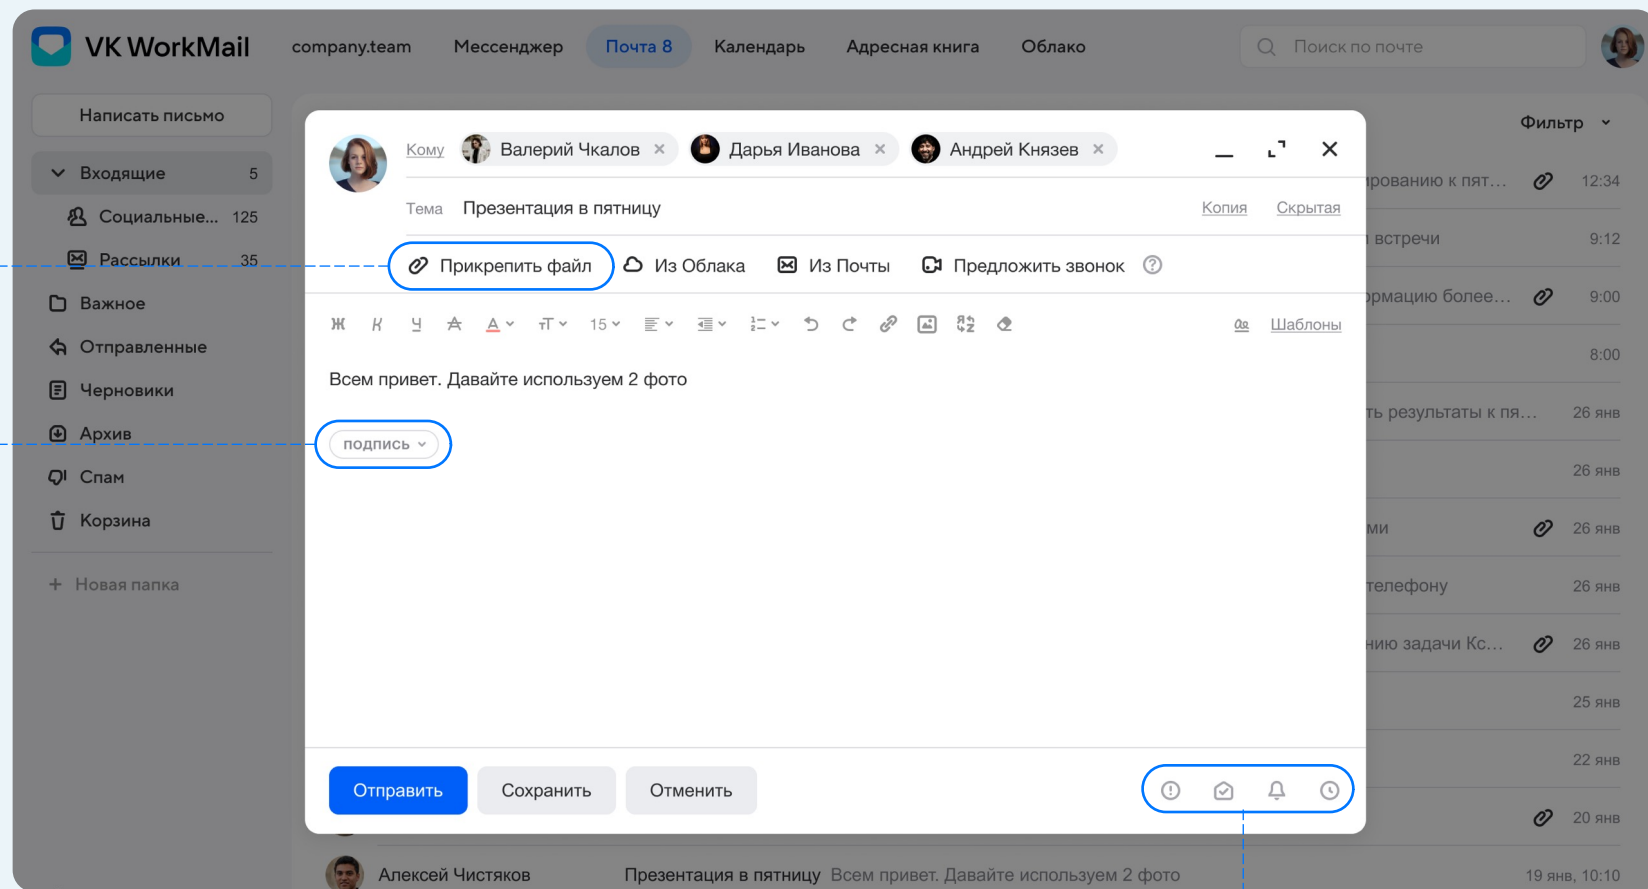 VK WorkMail company.team Мессенджер Почта 8 Календарь Адресная книга Облако Поиск по почте
Написать письмо
Входящие 5
Социальные... 125
Рассылки 35
Важное
Отправленные
Черновики
Архив
Спам
Корзина
+ Новая папка
Кому Валерий Чкалов × Дарья Иванова × Андрей Князев ×
Тема Презентация в пятницу Копия Скрытая
Прикрепить файл Из Облака Из Почты Предложить звонок ?
Ж К Ч А А тТ 15 Шаблоны
Всем привет. Давайте используем 2 фото
подпись
Отправить Сохранить Отменить
Фильтр
ированию к пят... 12:34
встречи 9:12
ормацию более... 9:00
8:00
ть результаты к пя... 26 янв
26 янв
ми 26 янв
телефону 26 янв
нию задачи Кс... 26 янв
25 янв
22 янв
20 янв
Алексей Чистяков Презентация в пятницу Всем привет. Давайте используем 2 фото 19 янв, 10:10